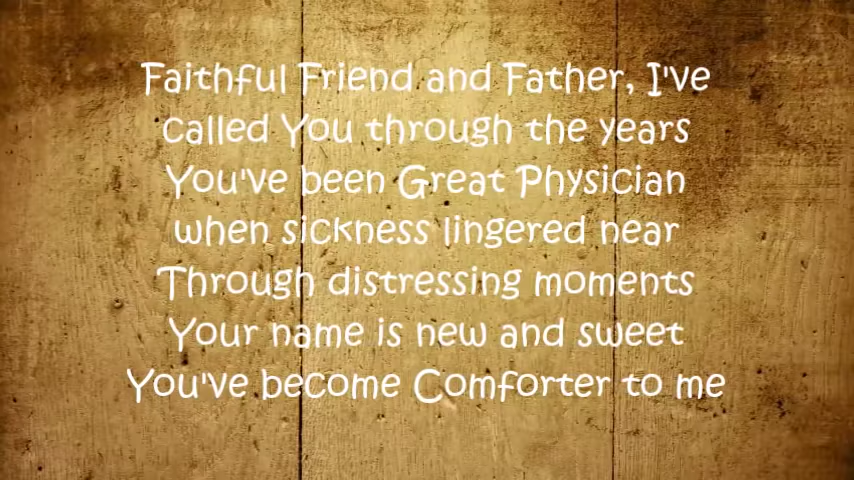 Faithful Friend and Father, I've
called You through the years
You've been Great Physician
when sickness lingered near
Through distressing moments
Your name is new and sweet
You've become Comforter to me